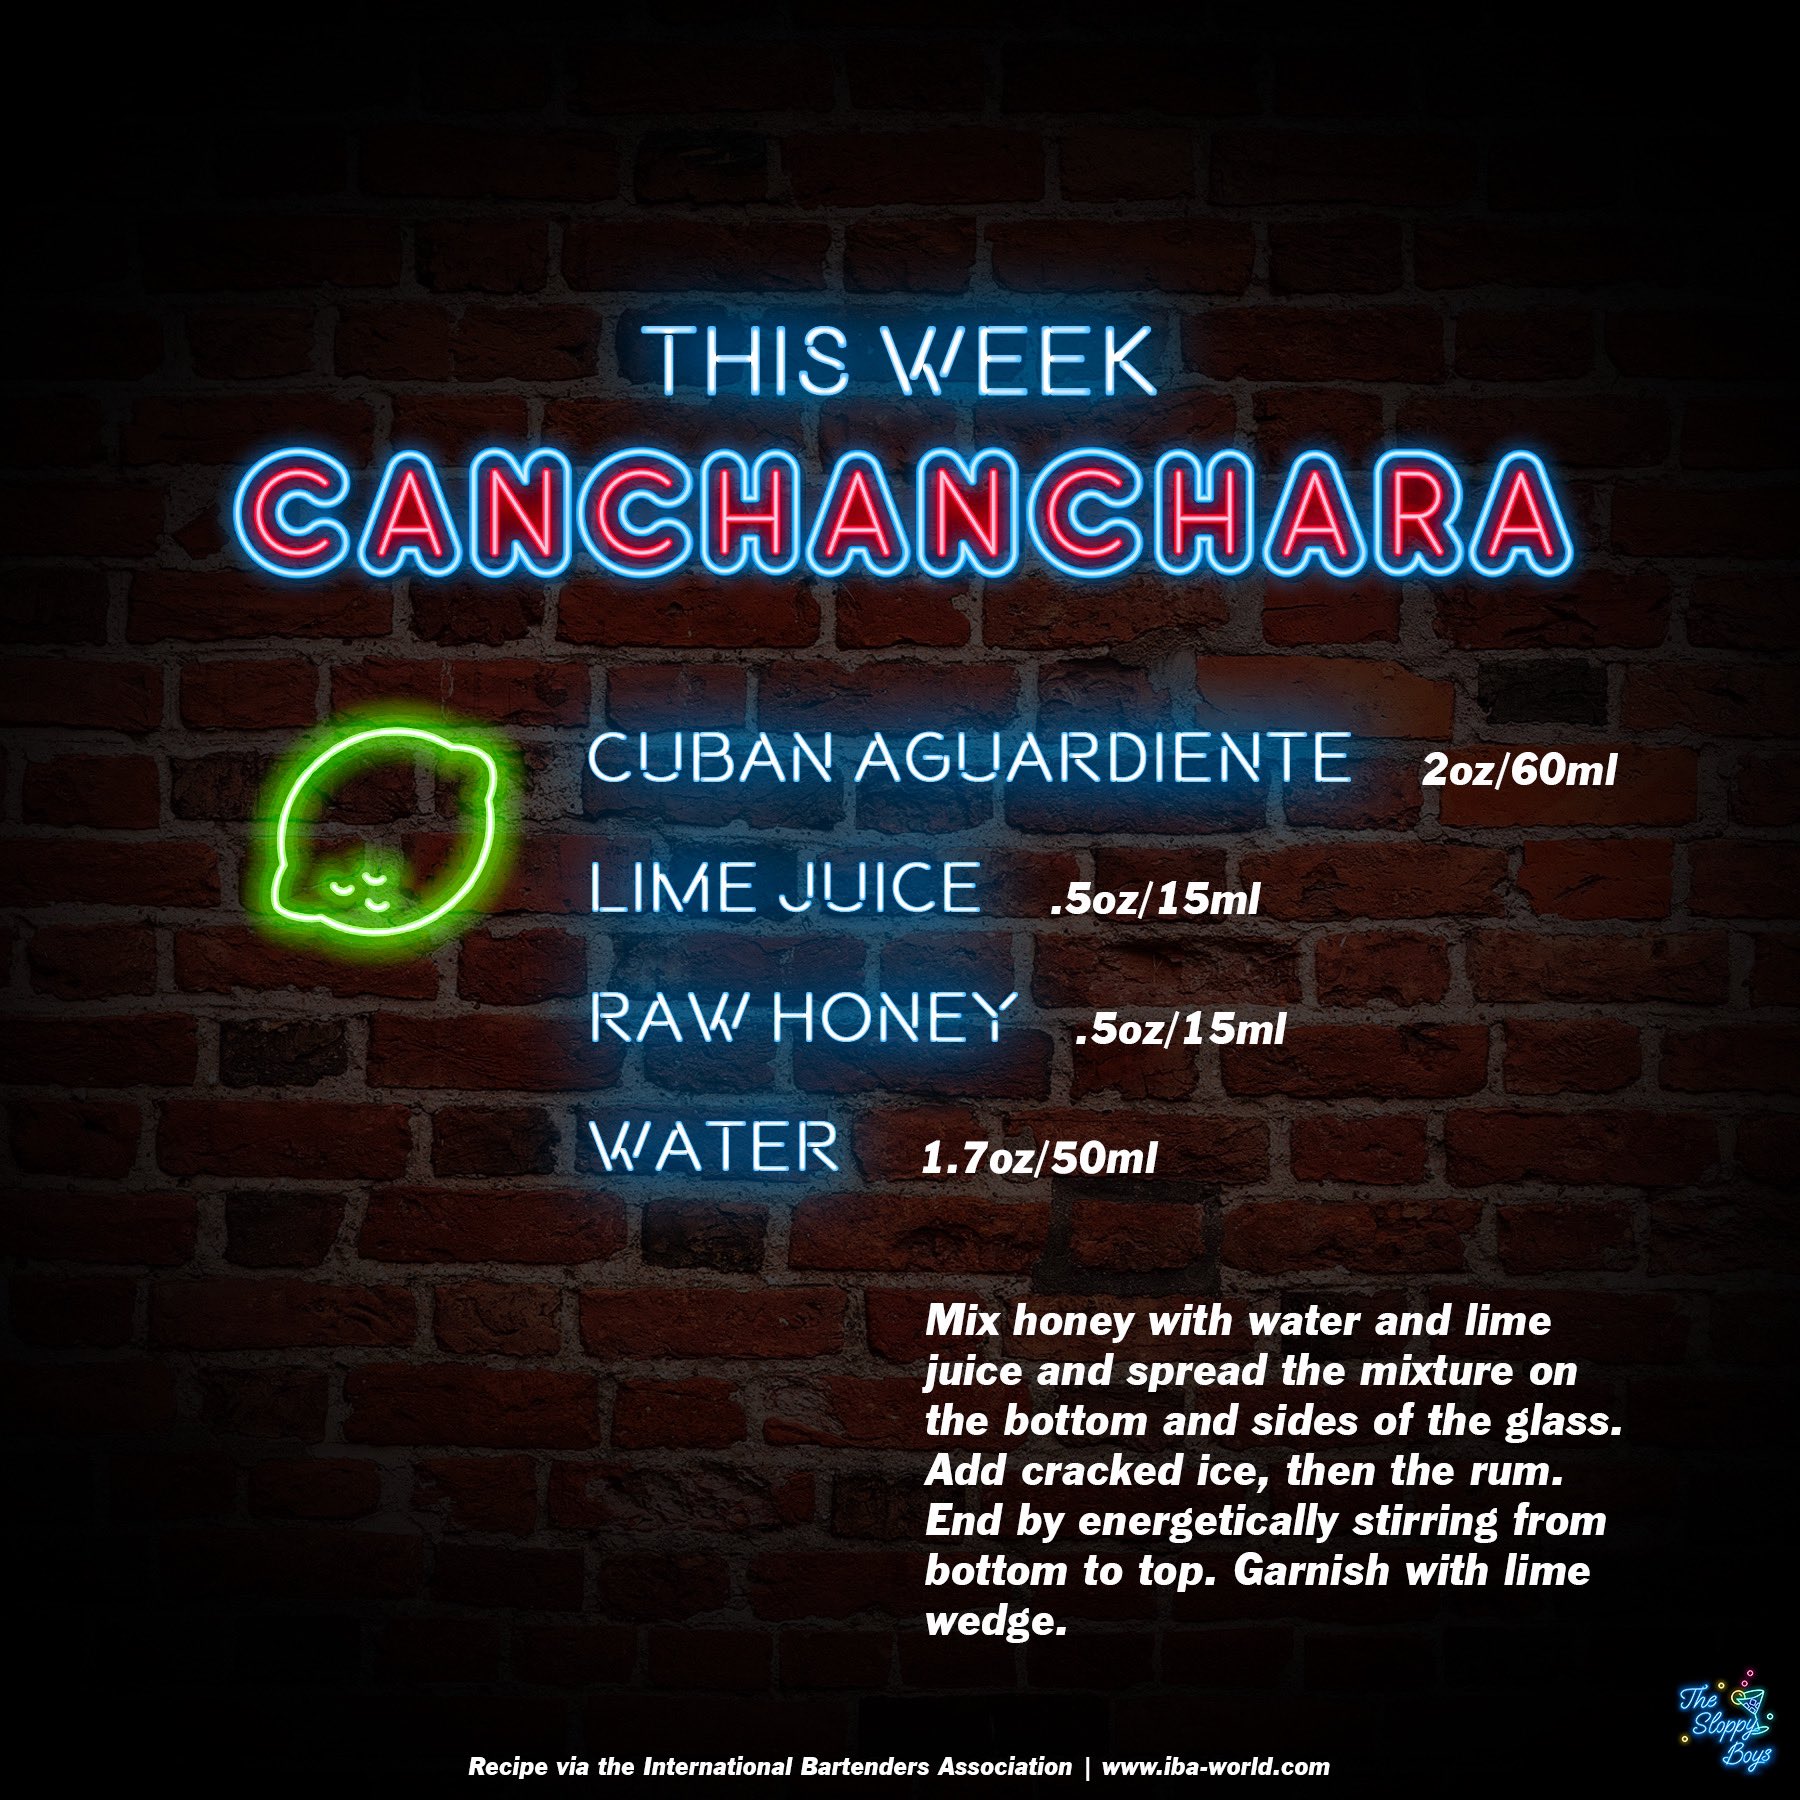 THIS WEEK
CANCHANCHARA
CUBAN AGUARDIENTE 2oz/60ml
LIME JUICE .5oz/15ml
RAW HONEY .5oz/15ml
WATER 1.7oz/50ml
Mix honey with water and lime
juice and spread the mixture on
the bottom and sides of the glass.
Add cracked ice, then the rum.
End by energetically stirring from
bottom to top. Garnish with lime
wedge.
The
Sloppy
Boys
Recipe via the International Bartenders Association | www.iba-world.com